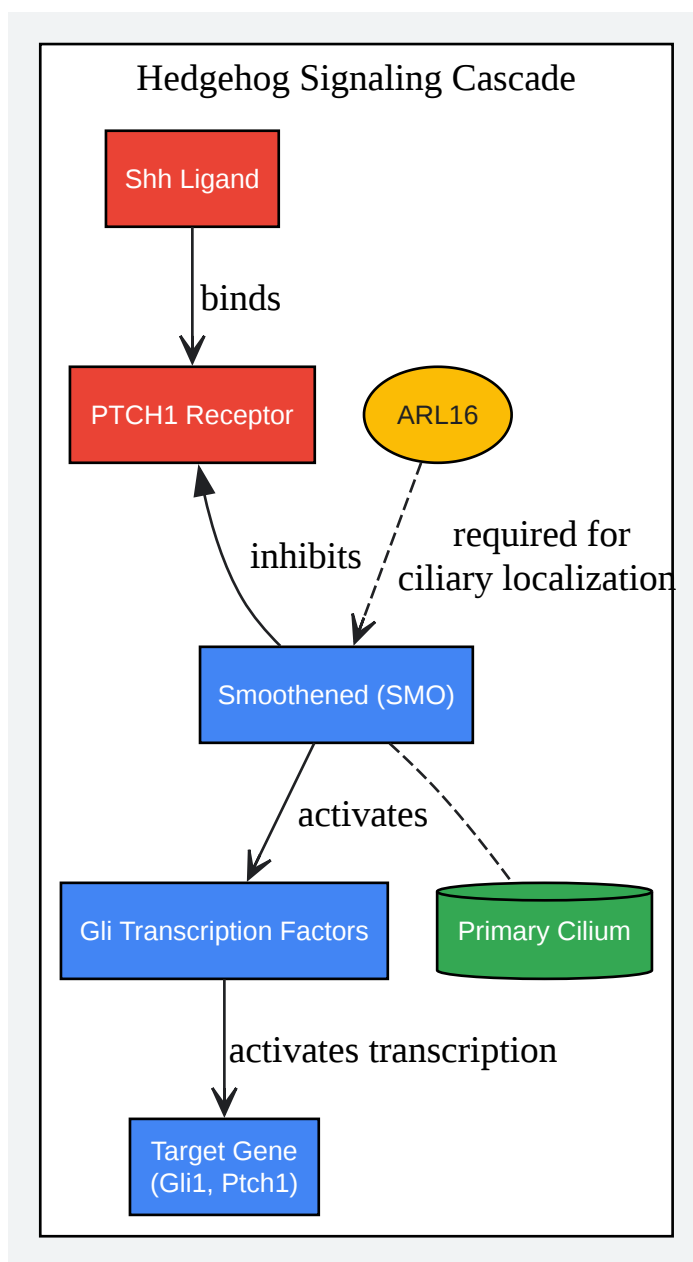 Hedgehog Signaling Cascade
Shh Ligand
binds
PTCH1 Receptor
ARL16
inhibits
required for
ciliary localization
Smoothened (SMO)
activates
Gli Transcription Factors
Primary Cilium
activates transcription
Target Gene
(Gli1, Ptch1)